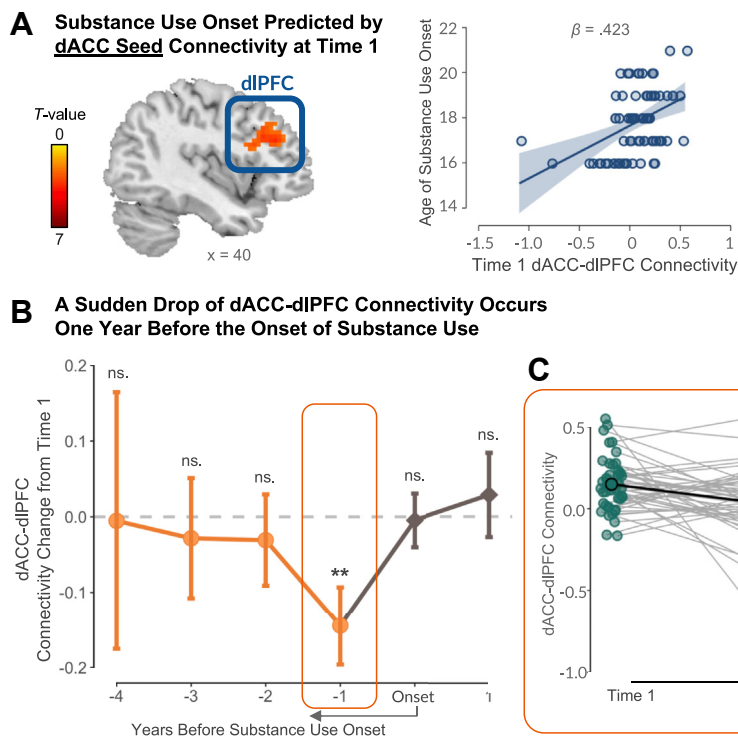 A
Substance Use Onset Predicted by
dACC Seed Connectivity at Time 1
dlPFC
T-value
0
7
x = 40
β = .423
Age of Substance Use Onset
22
20
18
16
14
-1.5
-1.0
-0.5
0
0.5
1
Time 1 dACC-dlPFC Connectivity
B
A Sudden Drop of dACC-dlPFC Connectivity Occurs
One Year Before the Onset of Substance Use
dACC-dlPFC
Connectivity Change from Time 1
0.2
0.1
0.0
-0.1
-0.2
ns.
ns.
ns.
**
ns.
ns.
-4
-3
-2
-1
Onset
1
Years Before Substance Use Onset
C
dACC-dlPFC Connectivity
0.5
0.0
-0.5
-1.0
Time 1